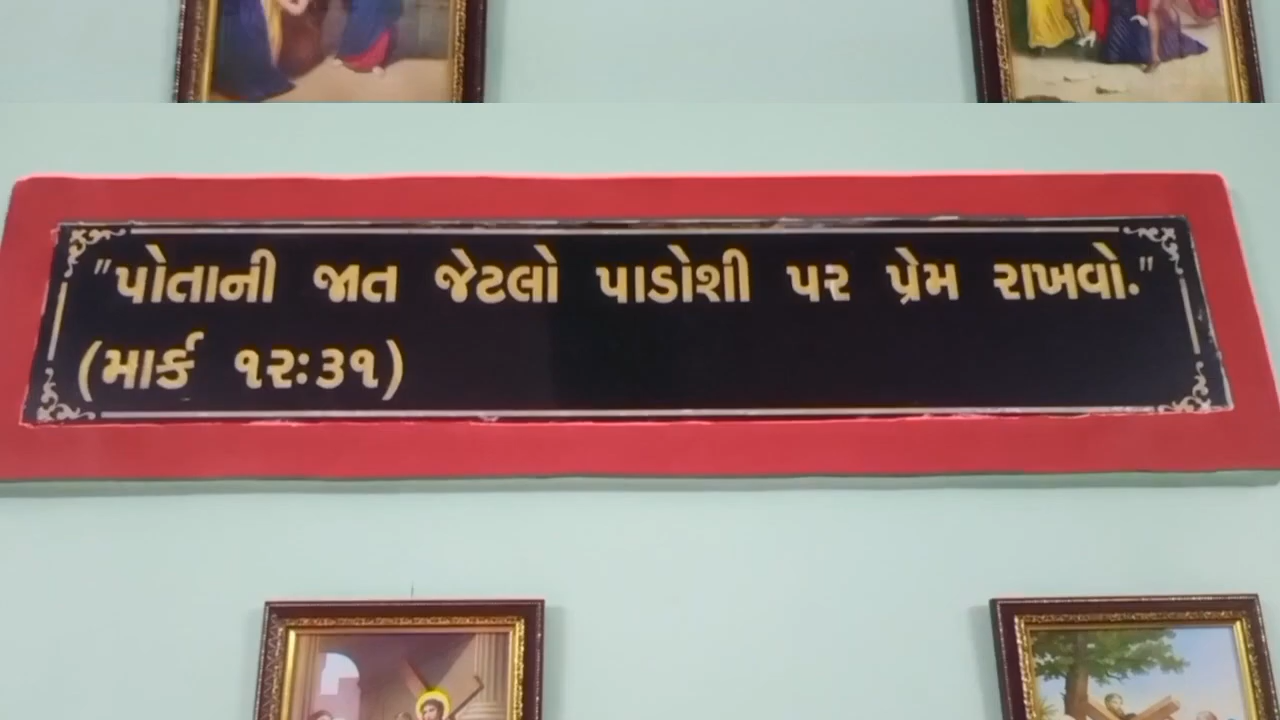 "પોતાની જાત જેટલો પાડોશી પર પ્રેમ રાખવો."
(માર્ક ૧૨:૩૧)